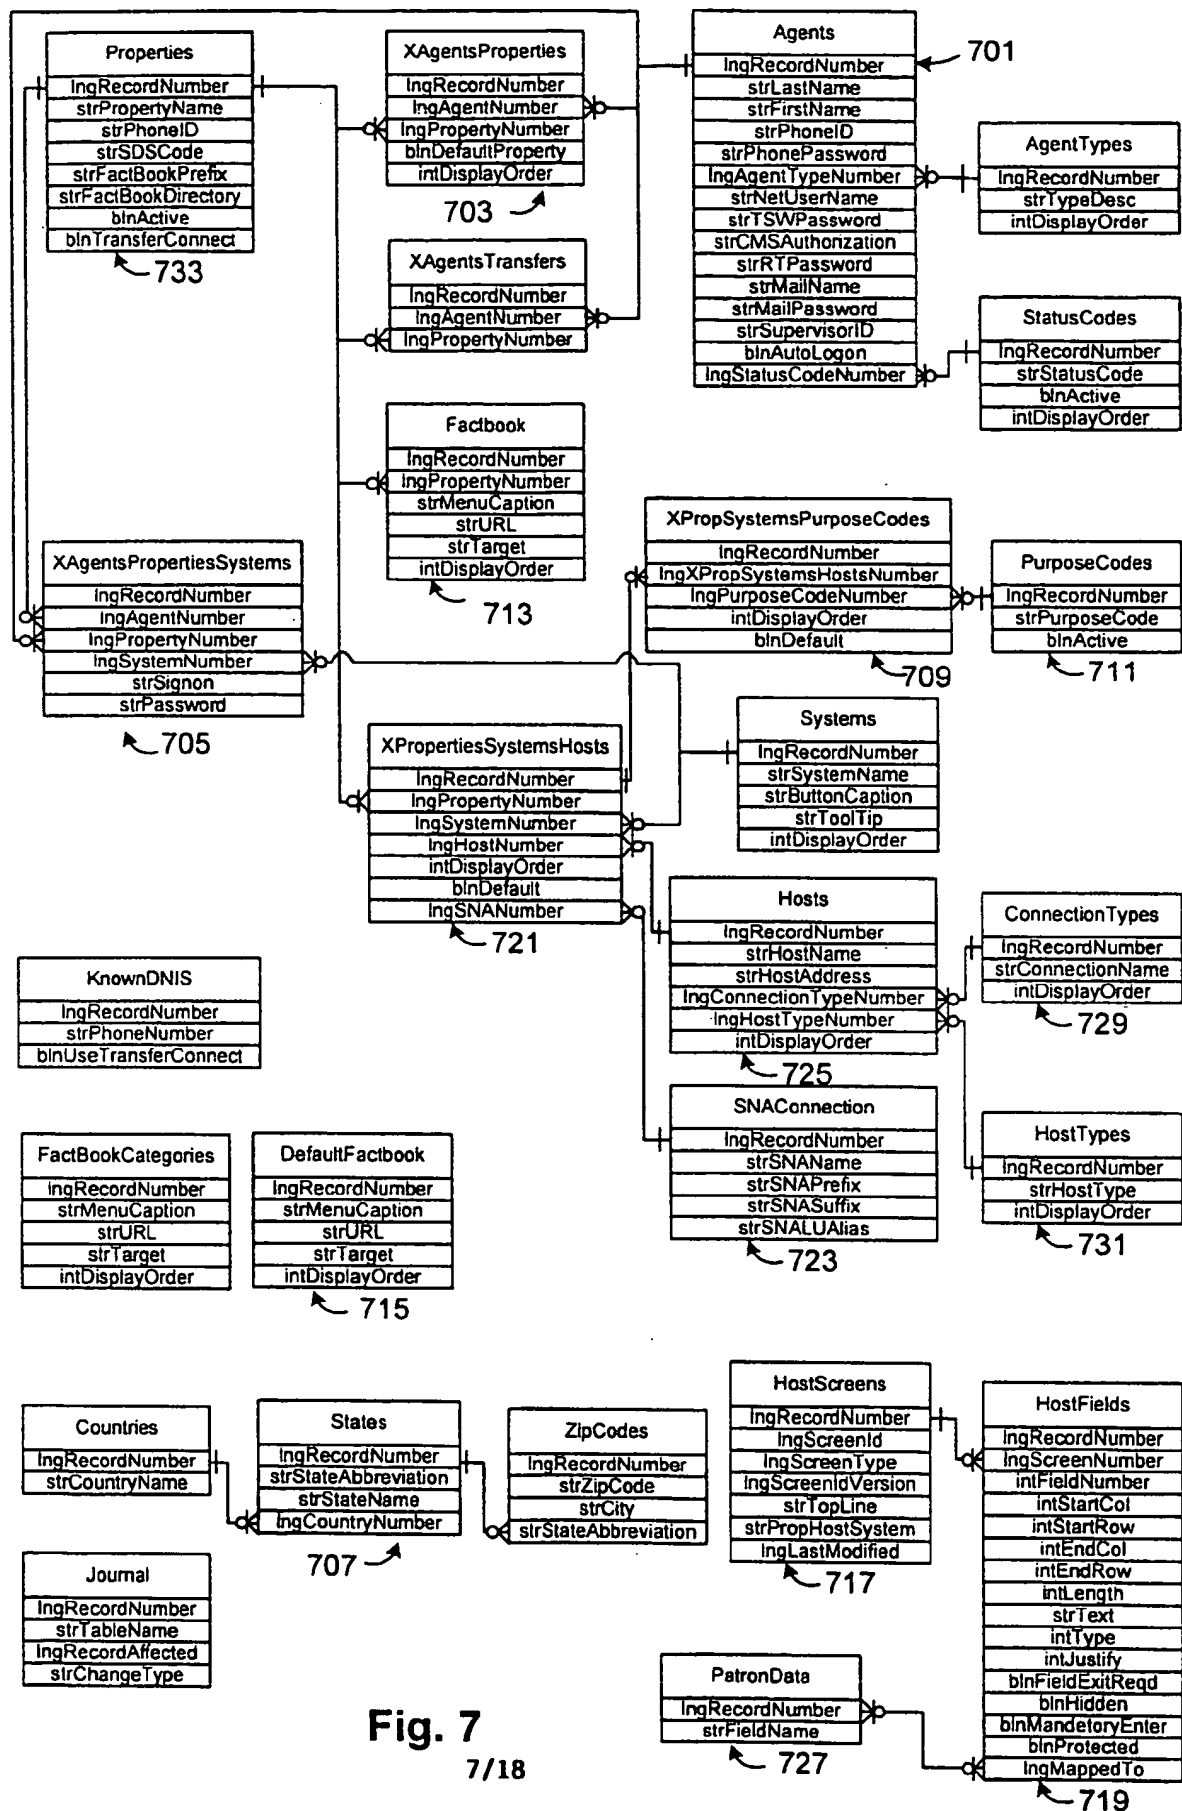 Properties
lngRecordNumber
strPropertyName
strPhoneID
strSDSCode
strFactBookPrefix
strFactBookDirectory
blnActive
blnTransferConnect
733
XAgentsProperties
lngRecordNumber
lngAgentNumber
lngPropertyNumber
blnDefaultProperty
intDisplayOrder
703
Agents
lngRecordNumber
strLastName
strFirstName
strPhoneID
strPhonePassword
lngAgentTypeNumber
strNetUserName
strTSWPassword
strCMSAuthorization
strRTPassword
strMailName
strMailPassword
strSupervisorID
blnAutoLogon
lngStatusCodeNumber
701
AgentTypes
lngRecordNumber
strTypeDesc
intDisplayOrder
XAgentsTransfers
lngRecordNumber
lngAgentNumber
lngPropertyNumber
StatusCodes
lngRecordNumber
strStatusCode
blnActive
intDisplayOrder
Factbook
lngRecordNumber
lngPropertyNumber
strMenuCaption
strURL
strTarget
intDisplayOrder
713
XAgentsPropertiesSystems
lngRecordNumber
lngAgentNumber
lngPropertyNumber
lngSystemNumber
strSignon
strPassword
705
XPropSystemsPurposeCodes
lngRecordNumber
lngXPropSystemsHostsNumber
lngPurposeCodeNumber
intDisplayOrder
blnDefault
709
PurposeCodes
lngRecordNumber
strPurposeCode
blnActive
711
XPropertiesSystemsHosts
lngRecordNumber
lngPropertyNumber
lngSystemNumber
lngHostNumber
intDisplayOrder
blnDefault
lngSNANumber
721
Systems
lngRecordNumber
strSystemName
strButtonCaption
strToolTip
intDisplayOrder
Hosts
lngRecordNumber
strHostName
strHostAddress
lngConnectionTypeNumber
lngHostTypeNumber
intDisplayOrder
725
ConnectionTypes
lngRecordNumber
strConnectionName
intDisplayOrder
729
KnownDNIS
lngRecordNumber
strPhoneNumber
blnUseTransferConnect
SNAConnection
lngRecordNumber
strSNAName
strSNAPrefix
strSNASuffix
strSNALUAlias
723
HostTypes
lngRecordNumber
strHostType
intDisplayOrder
731
FactBookCategories
lngRecordNumber
strMenuCaption
strURL
strTarget
intDisplayOrder
DefaultFactbook
lngRecordNumber
strMenuCaption
strURL
strTarget
intDisplayOrder
715
Countries
lngRecordNumber
strCountryName
States
lngRecordNumber
strStateAbbreviation
strStateName
lngCountryNumber
707
ZipCodes
lngRecordNumber
strZipCode
strCity
strStateAbbreviation
HostScreens
lngRecordNumber
lngScreenId
lngScreenType
lngScreenIdVersion
strTopLine
strPropHostSystem
lngLastModified
717
HostFields
lngRecordNumber
lngScreenNumber
intFieldNumber
intStartCol
intStartRow
intEndCol
intEndRow
intLength
strText
intType
intJustify
blnFieldExitReqd
blnHidden
blnMandetoryEnter
blnProtected
lngMappedTo
719
Journal
lngRecordNumber
strTableName
lngRecordAffected
strChangeType
PatronData
lngRecordNumber
strFieldName
727
Fig. 7
7/18